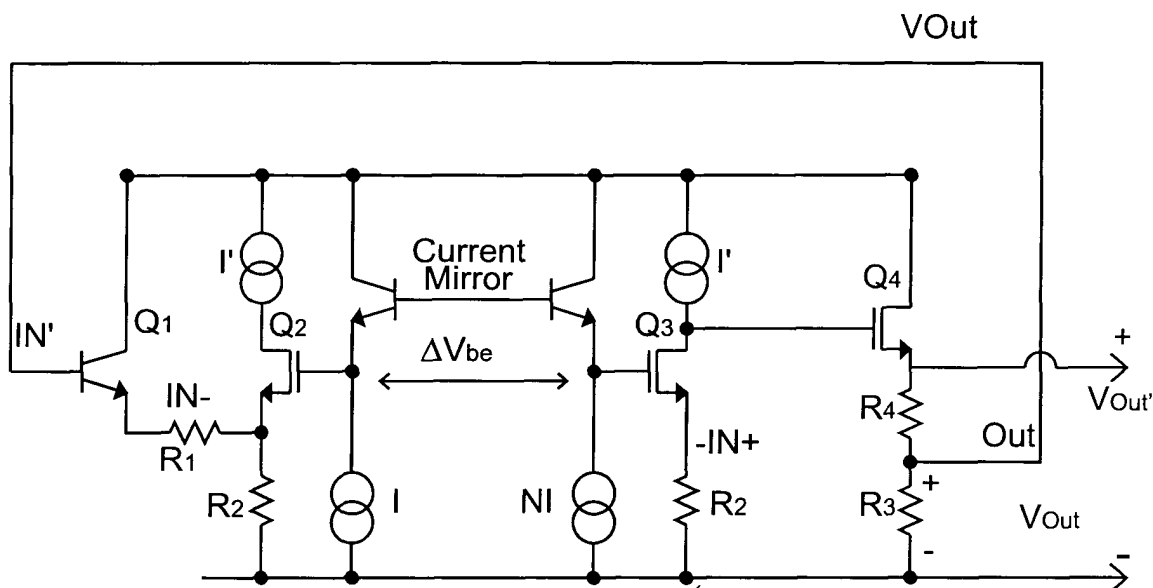 VOut
I'
Current
Mirror
I'
Q4
IN'
Q1
Q2
Q3
+
ΔVbe
IN-
VOut'
R4
R1
-IN+
Out
R2
I
NI
R2
+
R3
VOut
-
-